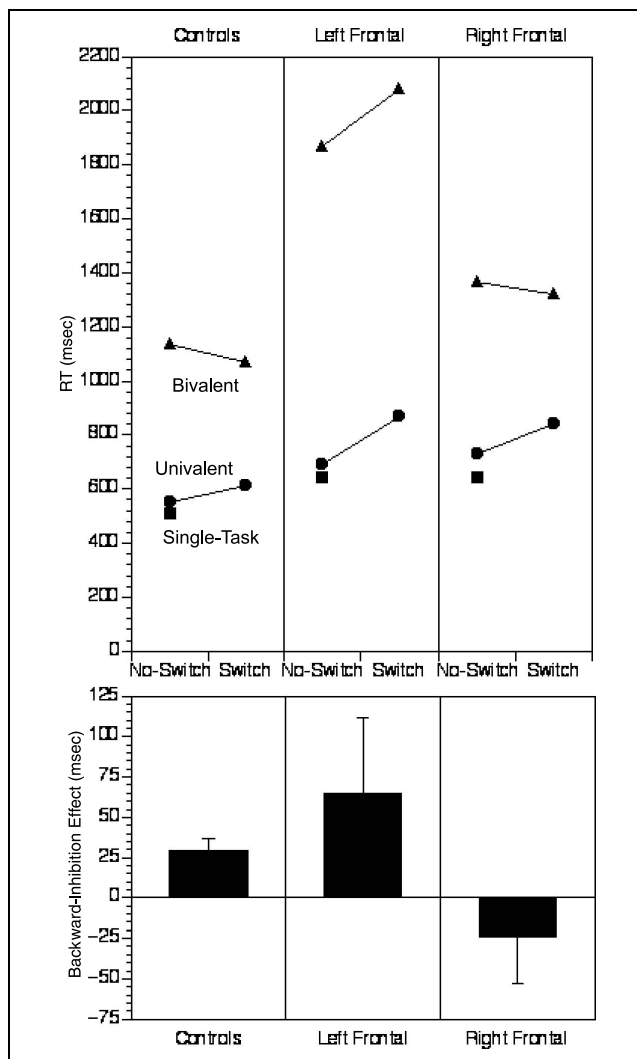 Controls Left Frontal Right Frontal
2200
2000
1800
1600
1400
1200
1000
800
600
400
200
0
RT (msec)
Bivalent
Univalent
Single-Task
No-Switch Switch No-Switch Switch No-Switch Switch
125
100
75
50
25
0
-25
-50
-75
Backward-Inhibition Effect (msec)
Controls Left Frontal Right Frontal